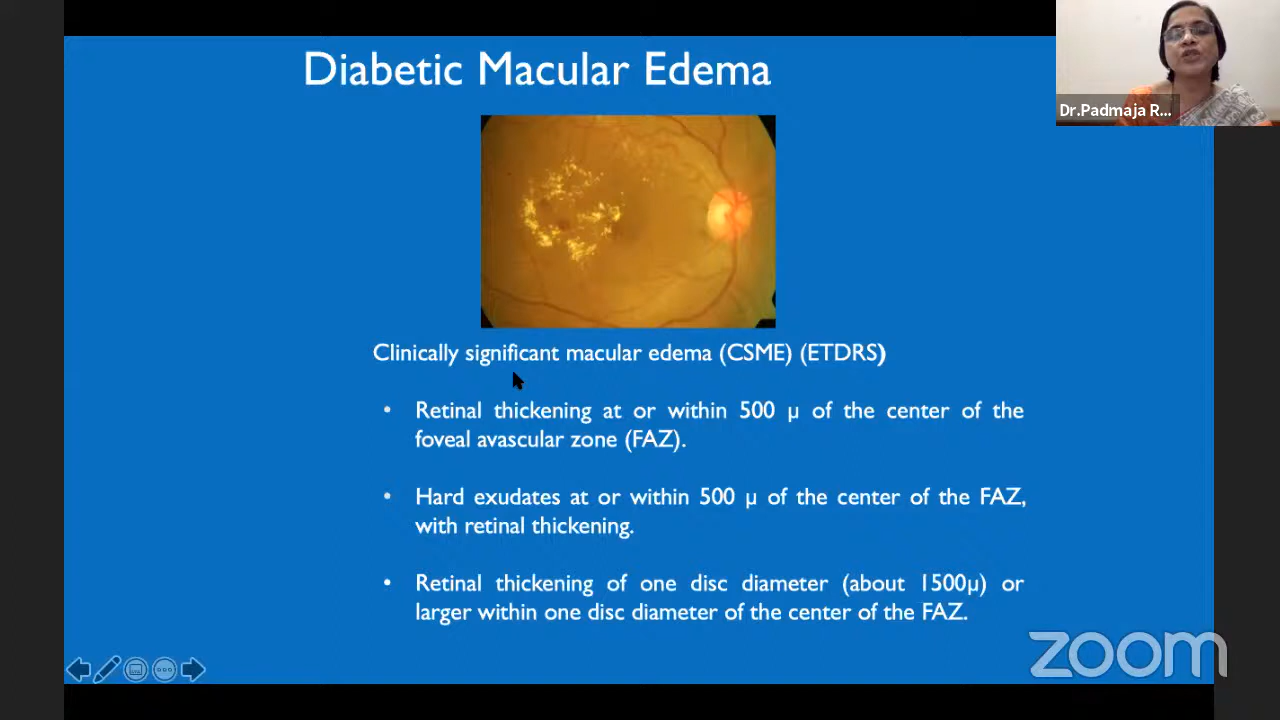 Diabetic Macular Edema
Dr.Padmaja R...
Clinically significant macular edema (CSME) (ETDRS)
• Retinal thickening at or within 500 µ of the center of the
foveal avascular zone (FAZ).
• Hard exudates at or within 500 µ of the center of the FAZ,
with retinal thickening.
• Retinal thickening of one disc diameter (about 1500µ) or
larger within one disc diameter of the center of the FAZ.
zoom